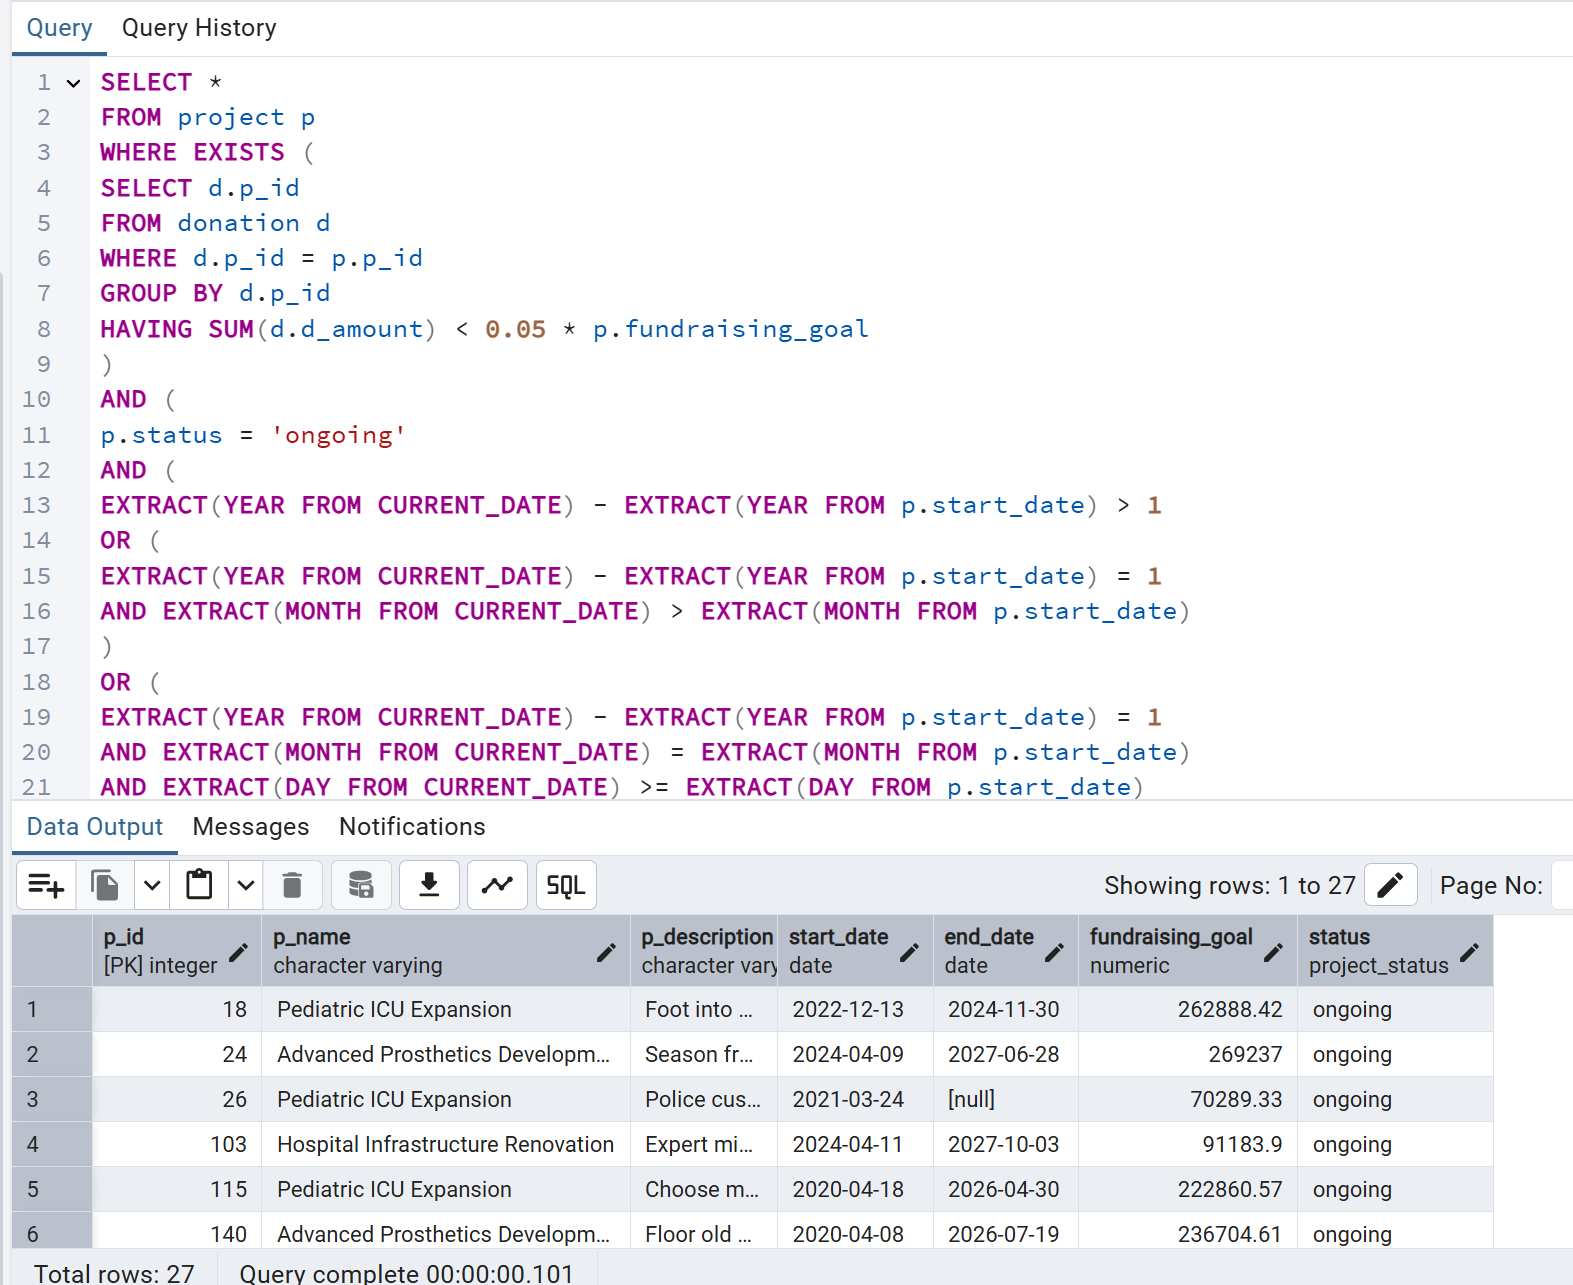 Query Query History
1 SELECT *
2 FROM project p
3 WHERE EXISTS (
4 SELECT d.p_id
5 FROM donation d
6 WHERE d.p_id = p.p_id
7 GROUP BY d.p_id
8 HAVING SUM(d.d_amount) < 0.05 * p.fundraising_goal
9 )
10 AND (
11 p.status = 'ongoing'
12 AND (
13 EXTRACT(YEAR FROM CURRENT_DATE) - EXTRACT(YEAR FROM p.start_date) > 1
14 OR (
15 EXTRACT(YEAR FROM CURRENT_DATE) - EXTRACT(YEAR FROM p.start_date) = 1
16 AND EXTRACT(MONTH FROM CURRENT_DATE) > EXTRACT(MONTH FROM p.start_date)
17 )
18 OR (
19 EXTRACT(YEAR FROM CURRENT_DATE) - EXTRACT(YEAR FROM p.start_date) = 1
20 AND EXTRACT(MONTH FROM CURRENT_DATE) = EXTRACT(MONTH FROM p.start_date)
21 AND EXTRACT(DAY FROM CURRENT_DATE) >= EXTRACT(DAY FROM p.start_date)
Data Output Messages Notifications
SQL Showing rows: 1 to 27 Page No:
p_id p_name p_description start_date end_date fundraising_goal status
[PK] integer character varying character vary date date numeric project_status
1 18 Pediatric ICU Expansion Foot into ... 2022-12-13 2024-11-30 262888.42 ongoing
2 24 Advanced Prosthetics Developm... Season fr... 2024-04-09 2027-06-28 269237 ongoing
3 26 Pediatric ICU Expansion Police cus... 2021-03-24 [null] 70289.33 ongoing
4 103 Hospital Infrastructure Renovation Expert mi... 2024-04-11 2027-10-03 91183.9 ongoing
5 115 Pediatric ICU Expansion Choose m... 2020-04-18 2026-04-30 222860.57 ongoing
6 140 Advanced Prosthetics Developm... Floor old ... 2020-04-08 2026-07-19 236704.61 ongoing
Total rows: 27 Query complete 00:00:00.101